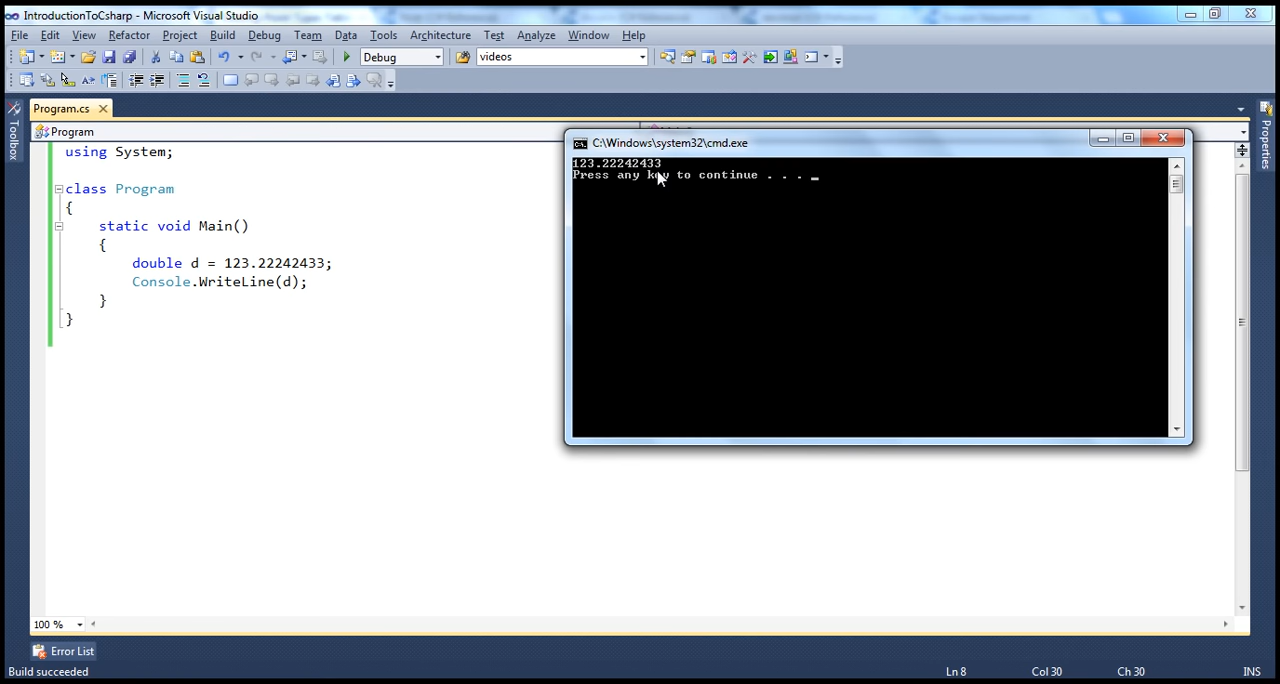 IntroductionToCsharp - Microsoft Visual Studio
File Edit View Refactor Project Build Debug Team Data Tools Architecture Test Analyze Window Help
Debug videos
Program.cs
Toolbox
Properties
Program
using System;
class Program
{
static void Main()
{
double d = 123.22242433;
Console.WriteLine(d);
}
}
C:\Windows\system32\cmd.exe
123.22242433
Press any key to continue . . . _
100 %
Error List
Build succeeded Ln 8 Col 30 Ch 30 INS